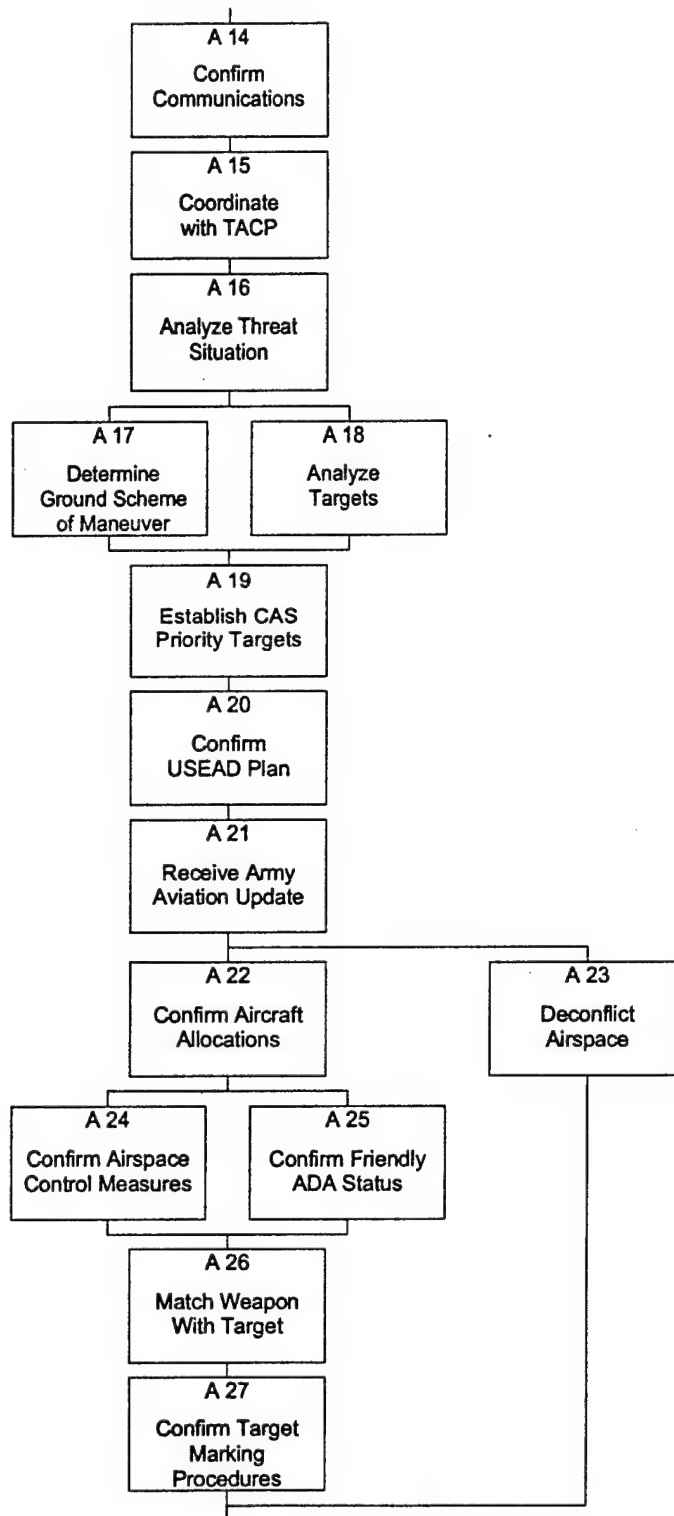 A 14
Confirm
Communications
A 15
Coordinate
with TACP
A 16
Analyze Threat
Situation
A 17
Determine
Ground Scheme
of Maneuver
A 18
Analyze
Targets
A 19
Establish CAS
Priority Targets
A 20
Confirm
USEAD Plan
A 21
Receive Army
Aviation Update
A 22
Confirm Aircraft
Allocations
A 23
Deconflict
Airspace
A 24
Confirm Airspace
Control Measures
A 25
Confirm Friendly
ADA Status
A 26
Match Weapon
With Target
A 27
Confirm Target
Marking
Procedures